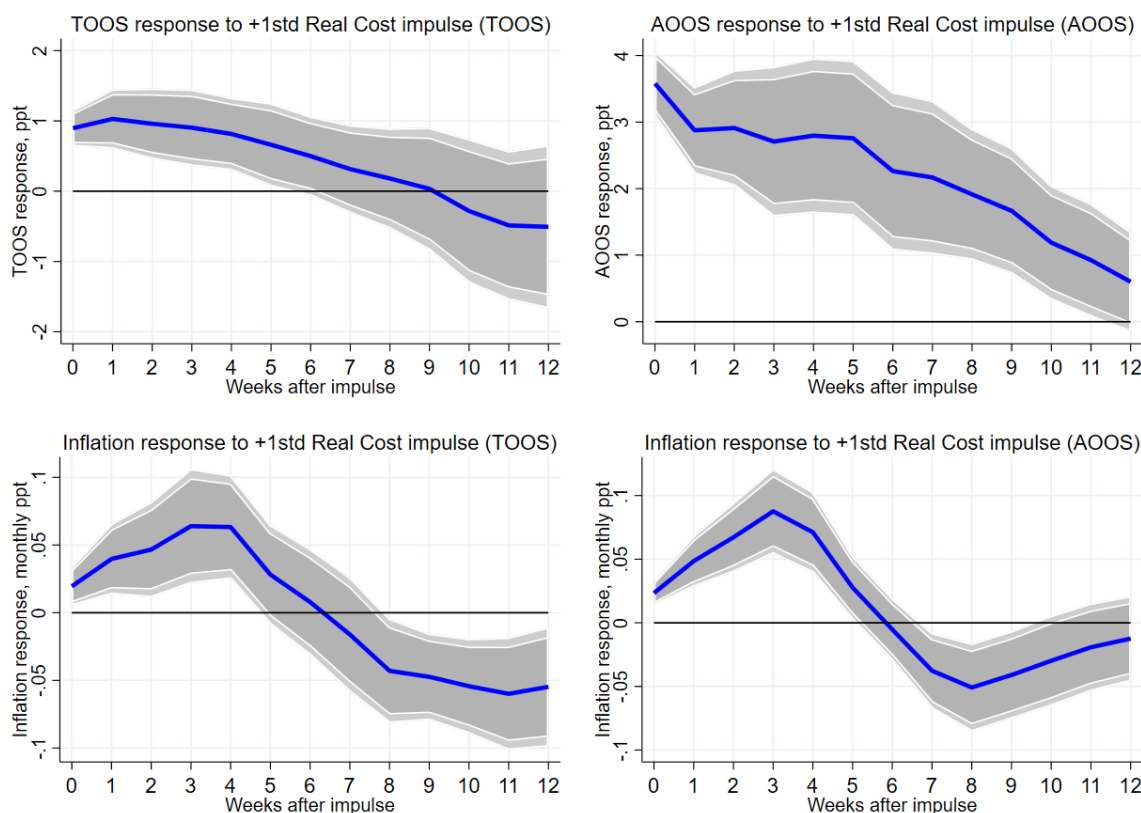 TOOS response to +1std Real Cost impulse (TOOS)
TOOS response, ppt
2
1
0
-1
-2
0 1 2 3 4 5 6 7 8 9 10 11 12
Weeks after impulse
AOOS response to +1std Real Cost impulse (AOOS)
AOOS response, ppt
4
3
2
1
0
0 1 2 3 4 5 6 7 8 9 10 11 12
Weeks after impulse
Inflation response to +1std Real Cost impulse (TOOS)
Inflation response, monthly ppt
.1
.05
0
-.05
-.1
0 1 2 3 4 5 6 7 8 9 10 11 12
Weeks after impulse
Inflation response to +1std Real Cost impulse (AOOS)
Inflation response, monthly ppt
.1
.05
0
-.05
-.1
0 1 2 3 4 5 6 7 8 9 10 11 12
Weeks after impulse